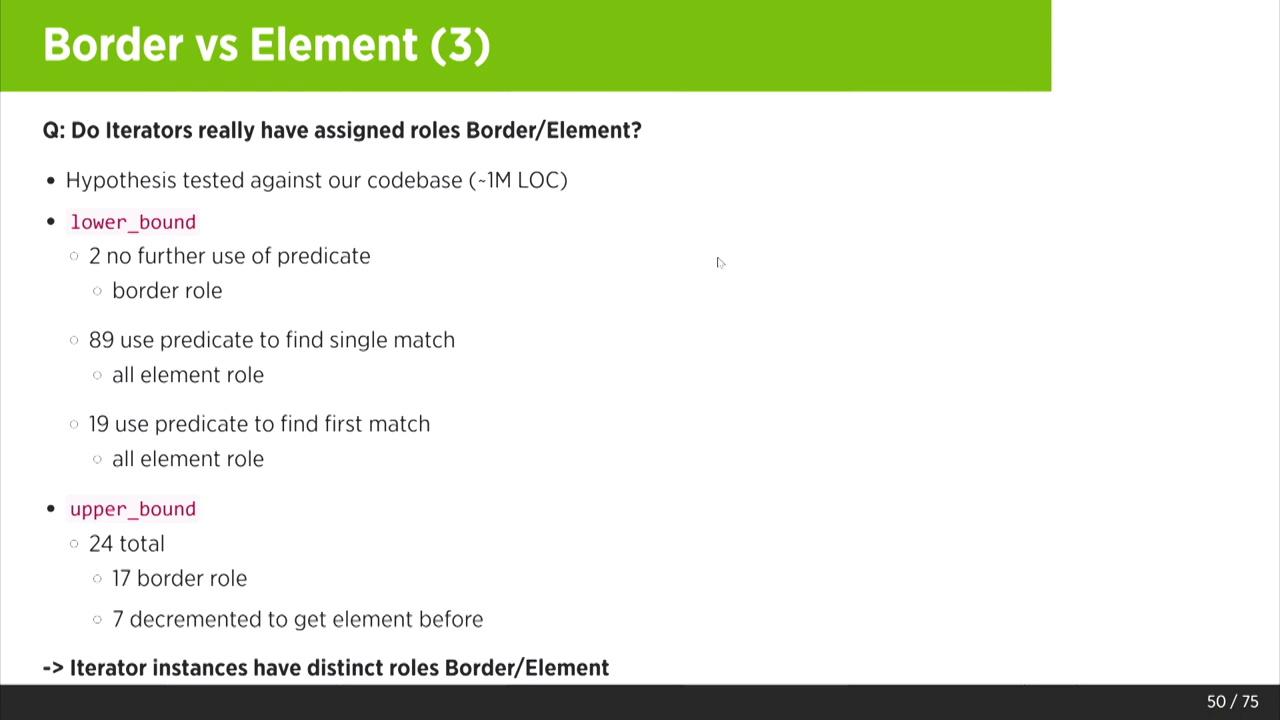 Border vs Element (3)
Q: Do Iterators really have assigned roles Border/Element?
• Hypothesis tested against our codebase (~1M LOC)
• lower_bound
○ 2 no further use of predicate
○ border role
○ 89 use predicate to find single match
○ all element role
○ 19 use predicate to find first match
○ all element role
• upper_bound
○ 24 total
○ 17 border role
○ 7 decremented to get element before
-> Iterator instances have distinct roles Border/Element
50 / 75